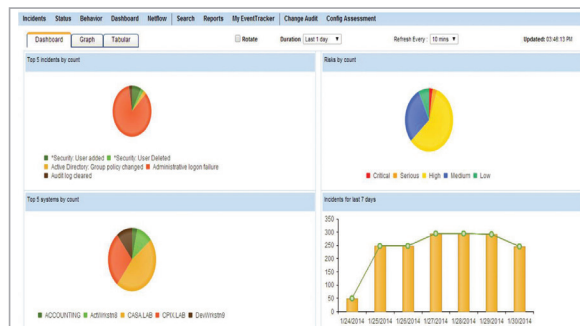 Incidents Status Behavior Dashboard Netflow Search Reports My EventTracker Change Audit Config Assessment
Dashboard Graph Tabular Rotate Duration Last 1 day Refresh Every : 10 mins Updated: 03:46:13 PM
Top 5 incidents by count
*Security: User added *Security: User Deleted
Active Directory: Group policy changed Administrative logon failure
Audit log cleared
Risks by count
Critical Serious High Medium Low
Top 5 systems by count
ACCOUNTING CASALAB CPIXLAB
Incidents for last 7 days
350
300
250
200
150
100
50
0
1/24/2014 1/25/2014 1/26/2014 1/27/2014 1/28/2014 1/29/2014 1/30/2014